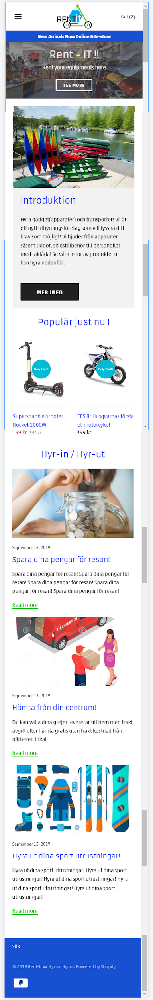 RENTit
Cart (2)
New Arrivals Now Online & In-store
Rent - IT !!
Rent your equipments here
SEE MORE
Introduktion
Hyra gadget(apparater) och transporter! Vi är
ett nytt uthyrningsföretag som vill lyssna ditt
krav som möjligt! Vi bjuder från apparater
såsom skidor, skidstillbehör till personbilar
med taklåda! Se våra listor av produkter ni
kan hyra nedanför:
MER INFO
Populär just nu !
Only 2 left!
Only 2 left!
Supersnabb elscooter
Rocket 1000W
199 kr 399 kr
EE5 är Husqvarnas första
el-motorcykel
399 kr
Hyr-in / Hyr-ut
September 16, 2019
Spara dina pengar för resan!
Spara dina pengar för resan! Spara dina pengar för
resan! Spara dina pengar för resan! Spara dina
pengar för resan! Spara dina pengar för resan!
Read more
DELIVERY
September 13, 2019
Hämta från din centrum!
Du kan välja dina grejer levererar till hem med frakt
avgift eller hämta gratis utan frakt kostnad från
närheten lokal.
Read more
September 13, 2019
Hyra ut dina sport utrustningar!
Hyra ut dina sport utrustningar! Hyra ut dina sport
utrustningar! Hyra ut dina sport utrustningar! Hyra
ut dina sport utrustningar! Hyra ut dina sport
utrustningar!
Read more
SÖK
© 2019 Rent-It == Hyr in: Hyr ut. Powered by Shopify